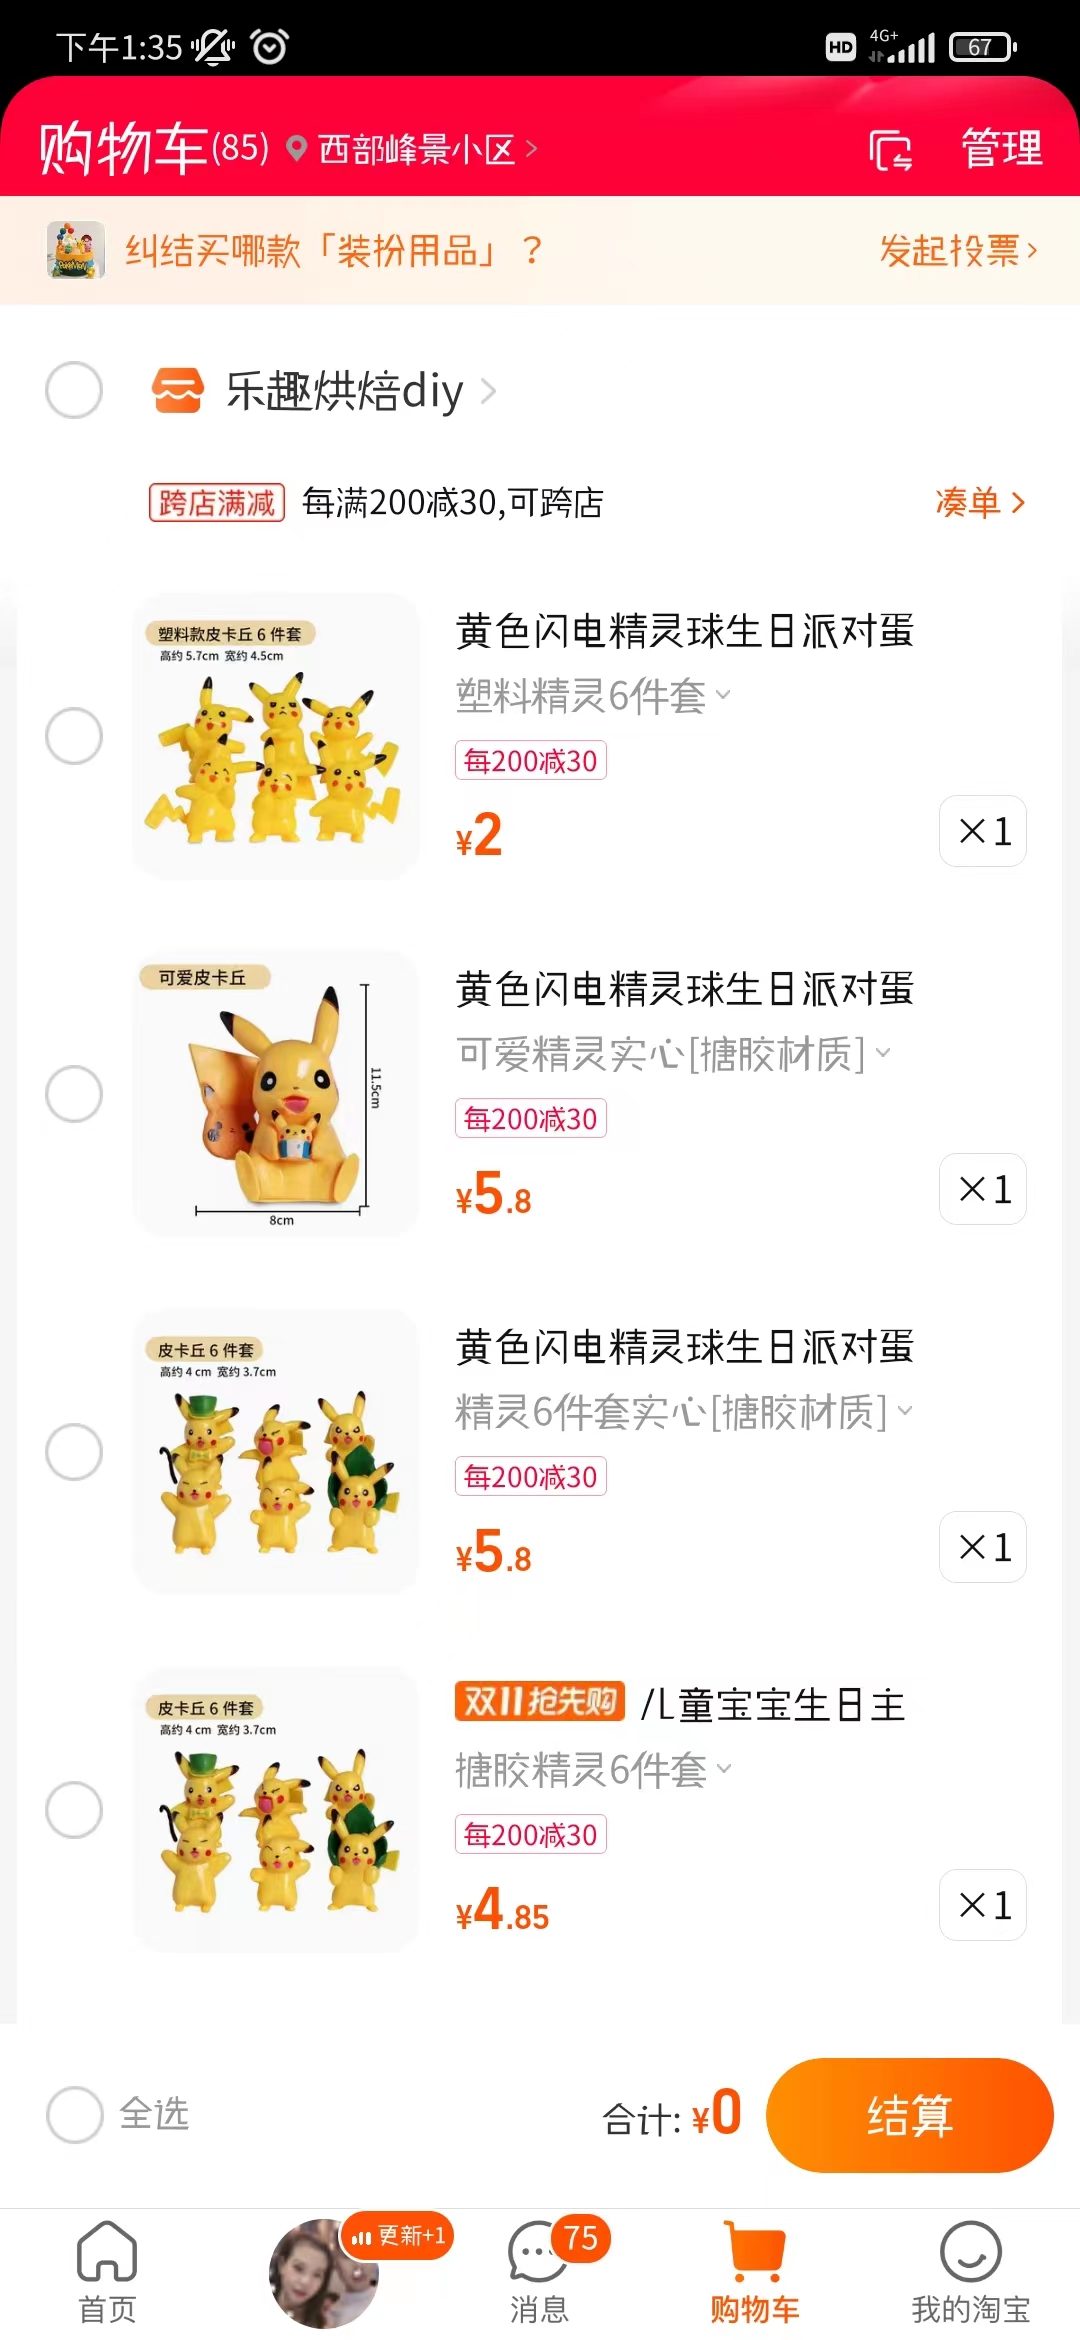 下午1:35
HD 4G+ 67
购物车(85) 西部峰景小区 管理
纠结买哪款「装扮用品」？ 发起投票
乐趣烘焙diy
跨店满减 每满200减30,可跨店 凑单
塑料款皮卡丘 6 件套
高约 5.7cm 宽约 4.5cm
黄色闪电精灵球生日派对蛋
塑料精灵6件套
每200减30
¥2
×1
可爱皮卡丘
11.5cm
8cm
黄色闪电精灵球生日派对蛋
可爱精灵实心[搪胶材质]
每200减30
¥5.8
×1
皮卡丘 6 件套
高约 4 cm 宽约 3.7cm
黄色闪电精灵球生日派对蛋
精灵6件套实心[搪胶材质]
每200减30
¥5.8
×1
皮卡丘 6 件套
高约 4 cm 宽约 3.7cm
双11抢先购 儿童宝宝生日主
搪胶精灵6件套
每200减30
¥4.85
×1
全选 合计: ¥0 结算
更新+1 75
首页 消息 购物车 我的淘宝